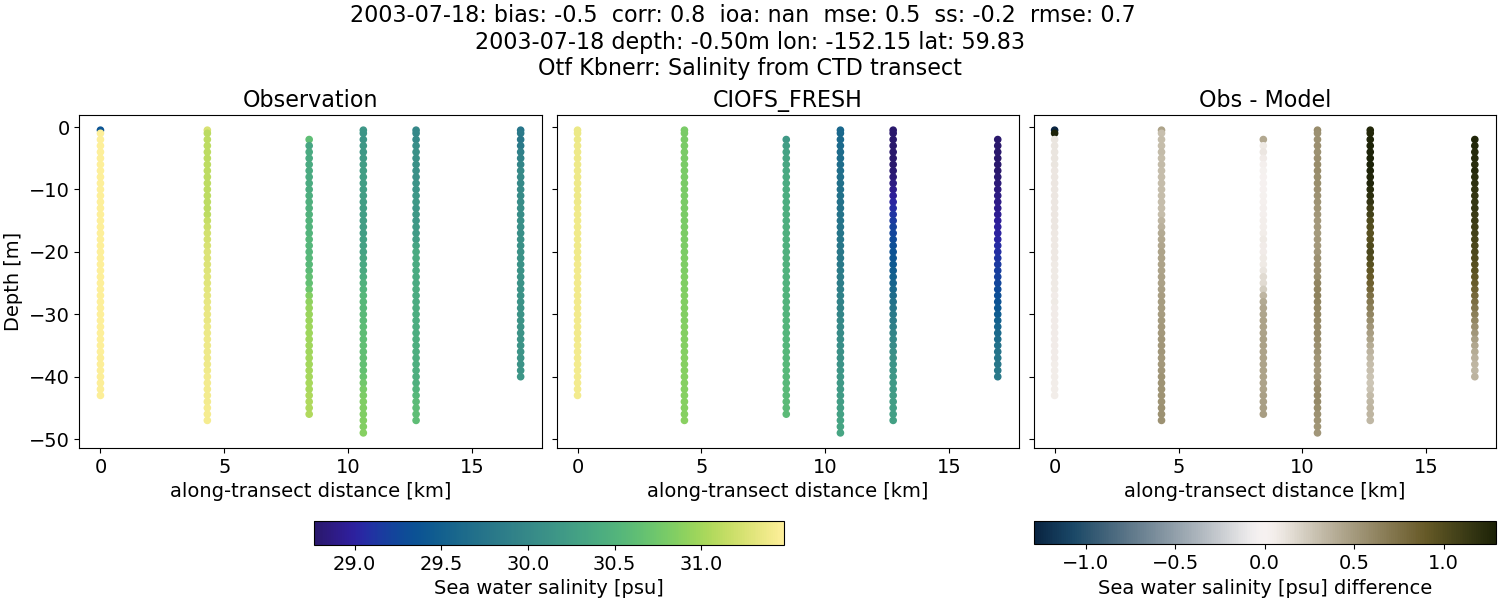 2003-07-18: bias: -0.5  corr: 0.8  ioa: nan  mse: 0.5  ss: -0.2  rmse: 0.7
2003-07-18 depth: -0.50m lon: -152.15 lat: 59.83
Otf Kbnerr: Salinity from CTD transect
Observation
CIOFS_FRESH
Obs - Model
Depth [m]
0
−10
−20
−30
−40
−50
0 5 10 15
0 5 10 15
0 5 10 15
along-transect distance [km]
along-transect distance [km]
along-transect distance [km]
29.0 29.5 30.0 30.5 31.0
Sea water salinity [psu]
−1.0 −0.5 0.0 0.5 1.0
Sea water salinity [psu] difference